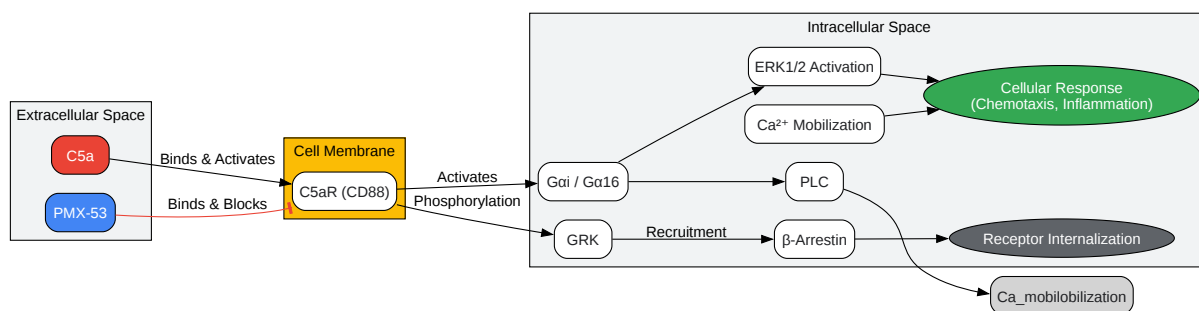 Intracellular Space
ERK1/2 Activation
Cellular Response
(Chemotaxis, Inflammation)
Extracellular Space
Ca²⁺ Mobilization
C5a
Binds & Activates
Cell Membrane
C5aR (CD88)
Activates
Gαi / Gα16
PLC
PMX-53
Binds & Blocks
Phosphorylation
GRK
Recruitment
β-Arrestin
Receptor Internalization
Ca_mobilobilization